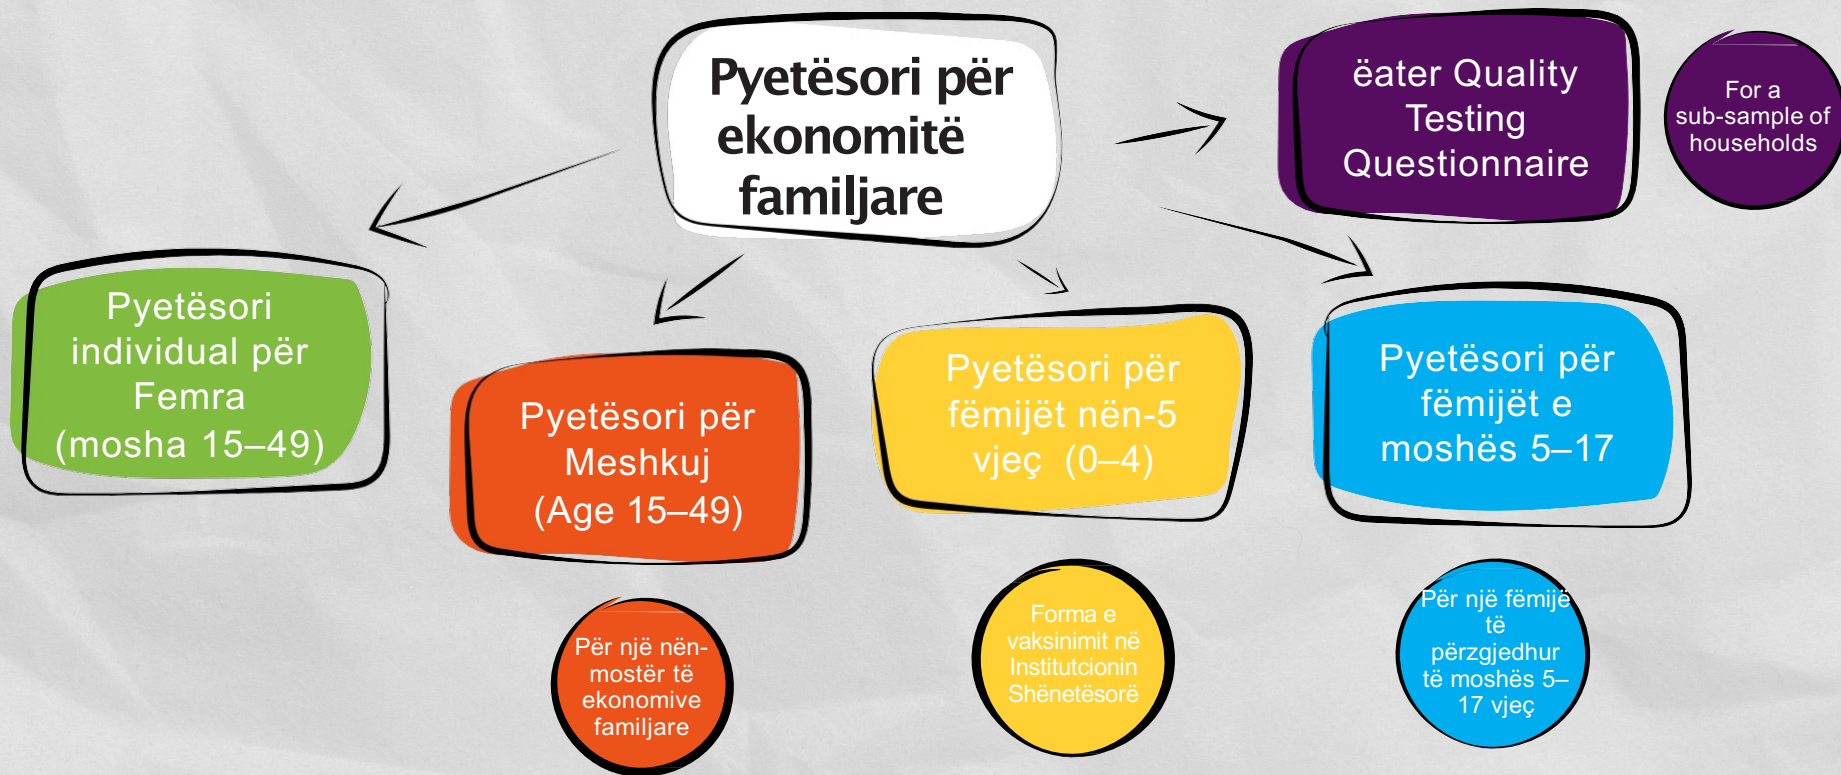 Pyetësori për
ekonomitë
familjare
ëater Quality
Testing
Questionnaire
For a
sub-sample of
households
Pyetësori
individual për
Femra
(mosha 15–49)
Pyetësori për
Meshkuj
(Age 15–49)
Pyetësori për
fëmijët nën-5
vjeç (0–4)
Pyetësori për
fëmijët e
moshës 5–17
Për një nën-
mostër të
ekonomive
familjare
Forma e
vaksinimit në
Institutcionin
Shënetësorë
Për një fëmijë
të
përzgjedhur
të moshës 5–
17 vjeç